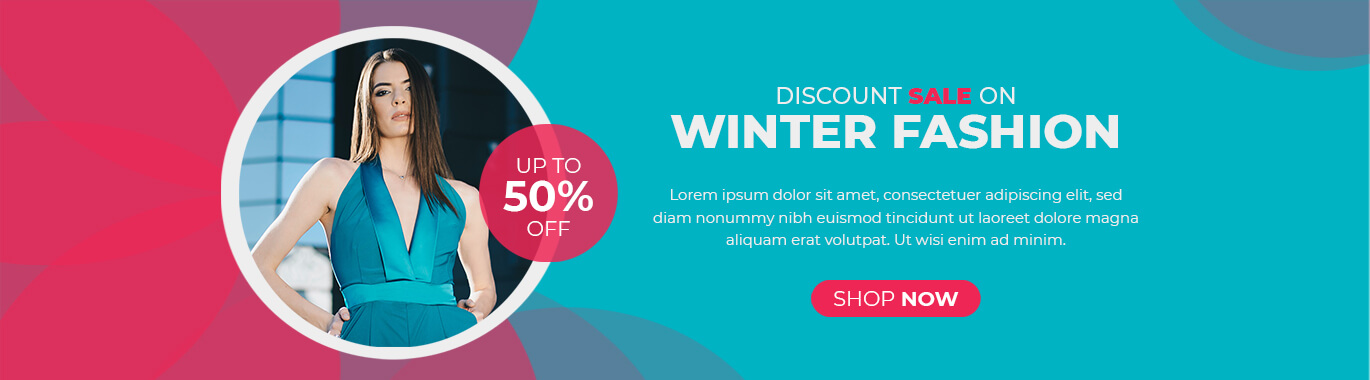 UP TO
50%
OFF
DISCOUNT SALE ON
WINTER FASHION
Lorem ipsum dolor sit amet, consectetuer adipiscing elit, sed
diam nonummy nibh euismod tincidunt ut laoreet dolore magna
aliquam erat volutpat. Ut wisi enim ad minim.
SHOP NOW